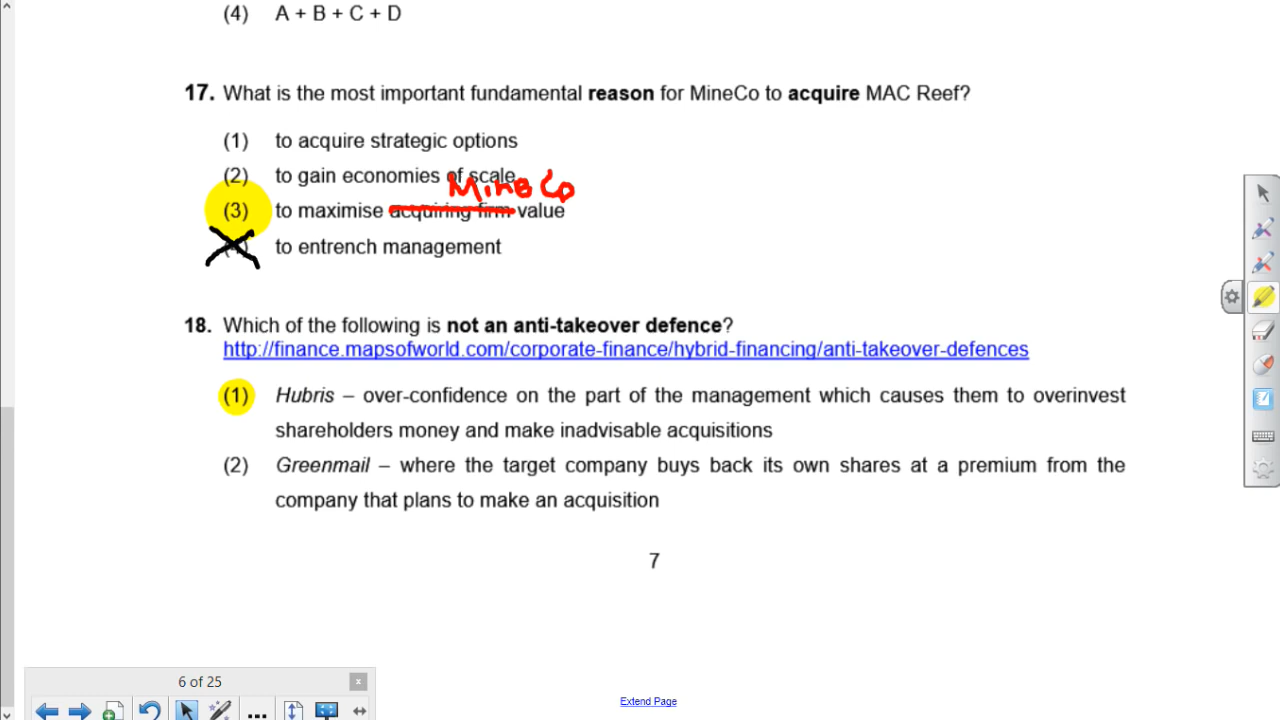 (4) A + B + C + D
17. What is the most important fundamental reason for MineCo to acquire MAC Reef?
(1) to acquire strategic options
(2) to gain economies of scale
MineCo
(3) to maximise acquiring firm value
to entrench management
18. Which of the following is not an anti-takeover defence?
http://finance.mapsofworld.com/corporate-finance/hybrid-financing/anti-takeover-defences
(1) Hubris – over-confidence on the part of the management which causes them to overinvest
shareholders money and make inadvisable acquisitions
(2) Greenmail – where the target company buys back its own shares at a premium from the
company that plans to make an acquisition
7
6 of 25
Extend Page